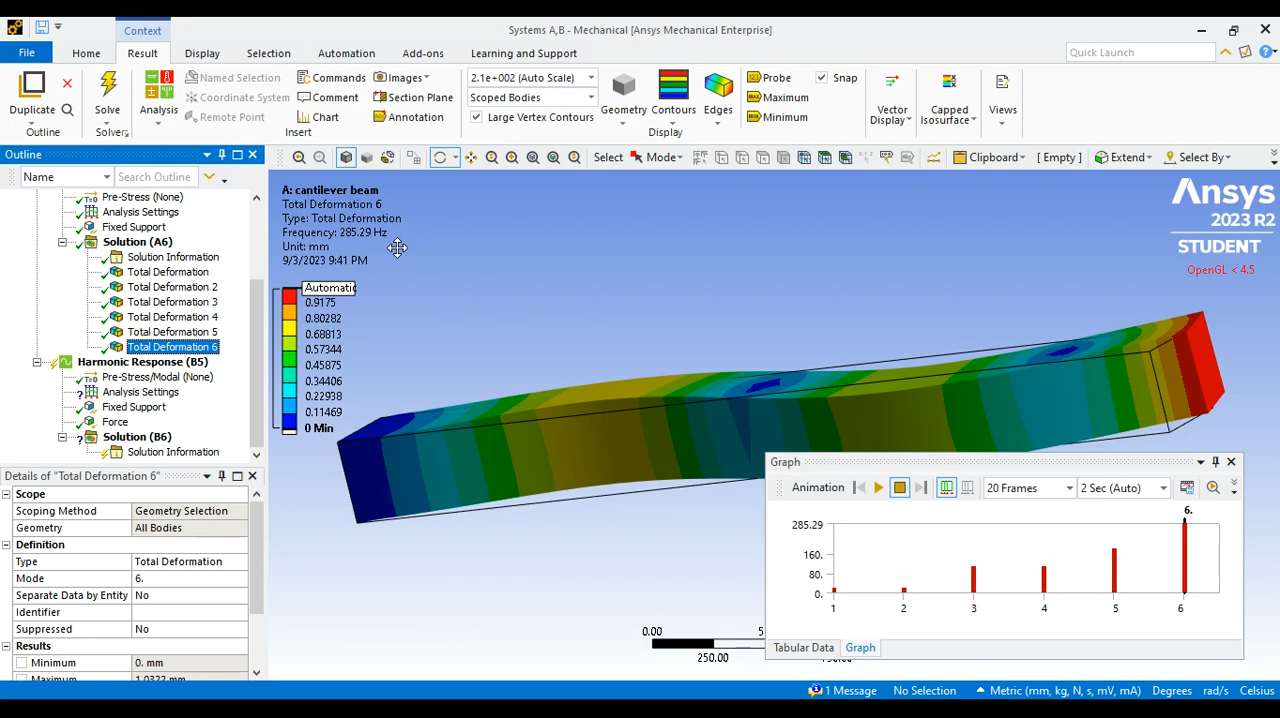 Context
Systems A,B - Mechanical [Ansys Mechanical Enterprise]
File Home Result Display Selection Automation Add-ons Learning and Support Quick Launch
Duplicate
Outline
Solve
Solver
Analysis
Named Selection
Coordinate System
Remote Point
Commands
Comment
Chart
Images
Section Plane
Annotation
Insert
2.1e+002 (Auto Scale)
Scoped Bodies
Large Vertex Contours
Geometry
Contours
Edges
Display
Probe
Maximum
Minimum
Snap
Vector Display
Capped Isosurface
Views
Select Mode Clipboard [ Empty ] Extend Select By
Outline
Name Search Outline
Pre-Stress (None)
Analysis Settings
Fixed Support
Solution (A6)
Solution Information
Total Deformation
Total Deformation 2
Total Deformation 3
Total Deformation 4
Total Deformation 5
Total Deformation 6
Harmonic Response (B5)
Pre-Stress/Modal (None)
Analysis Settings
Fixed Support
Force
Solution (B6)
Solution Information
Details of "Total Deformation 6"
Scope
Scoping Method Geometry Selection
Geometry All Bodies
Definition
Type Total Deformation
Mode 6.
Separate Data by Entity No
Identifier
Suppressed No
Results
Minimum 0. mm
Maximum 1.0322 mm
A: cantilever beam
Total Deformation 6
Type: Total Deformation
Frequency: 285.29 Hz
Unit: mm
9/3/2023 9:41 PM
Automatic
0.9175
0.80282
0.68813
0.57344
0.45875
0.34406
0.22938
0.11469
0 Min
Ansys
2023 R2
STUDENT
OpenGL < 4.5
0.00
250.00
Graph
Animation 20 Frames 2 Sec (Auto)
6.
285.29
160.
80.
0.
1 2 3 4 5 6
Tabular Data Graph
1 Message No Selection Metric (mm, kg, N, s, mV, mA) Degrees rad/s Celsius